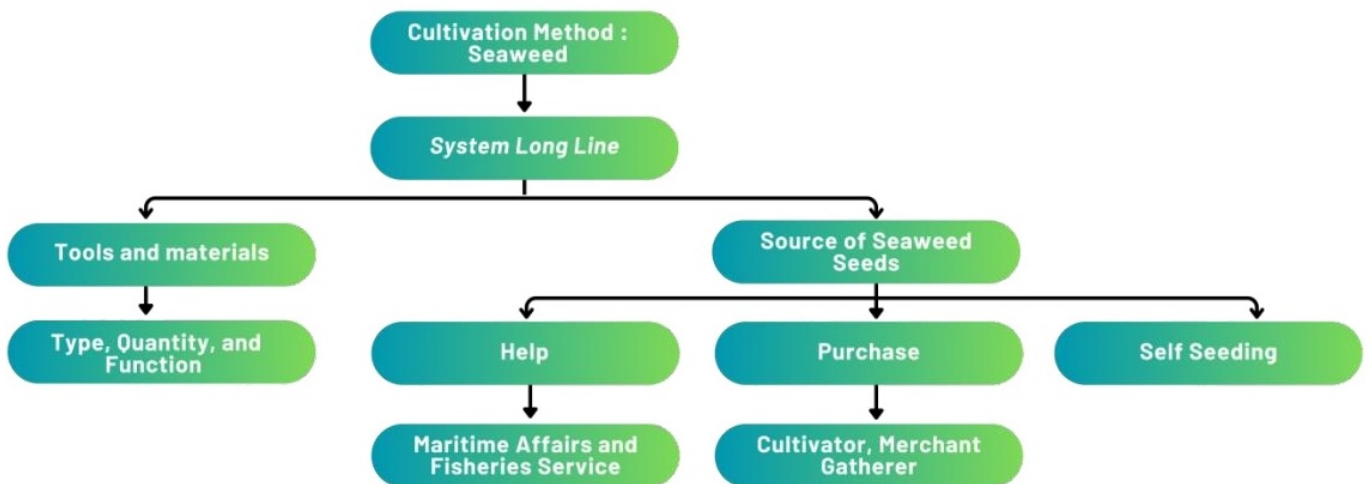 Cultivation Method :
Seaweed
System Long Line
Tools and materials
Source of Seaweed
Seeds
Type, Quantity, and
Function
Help
Purchase
Self Seeding
Maritime Affairs and
Fisheries Service
Cultivator, Merchant
Gatherer